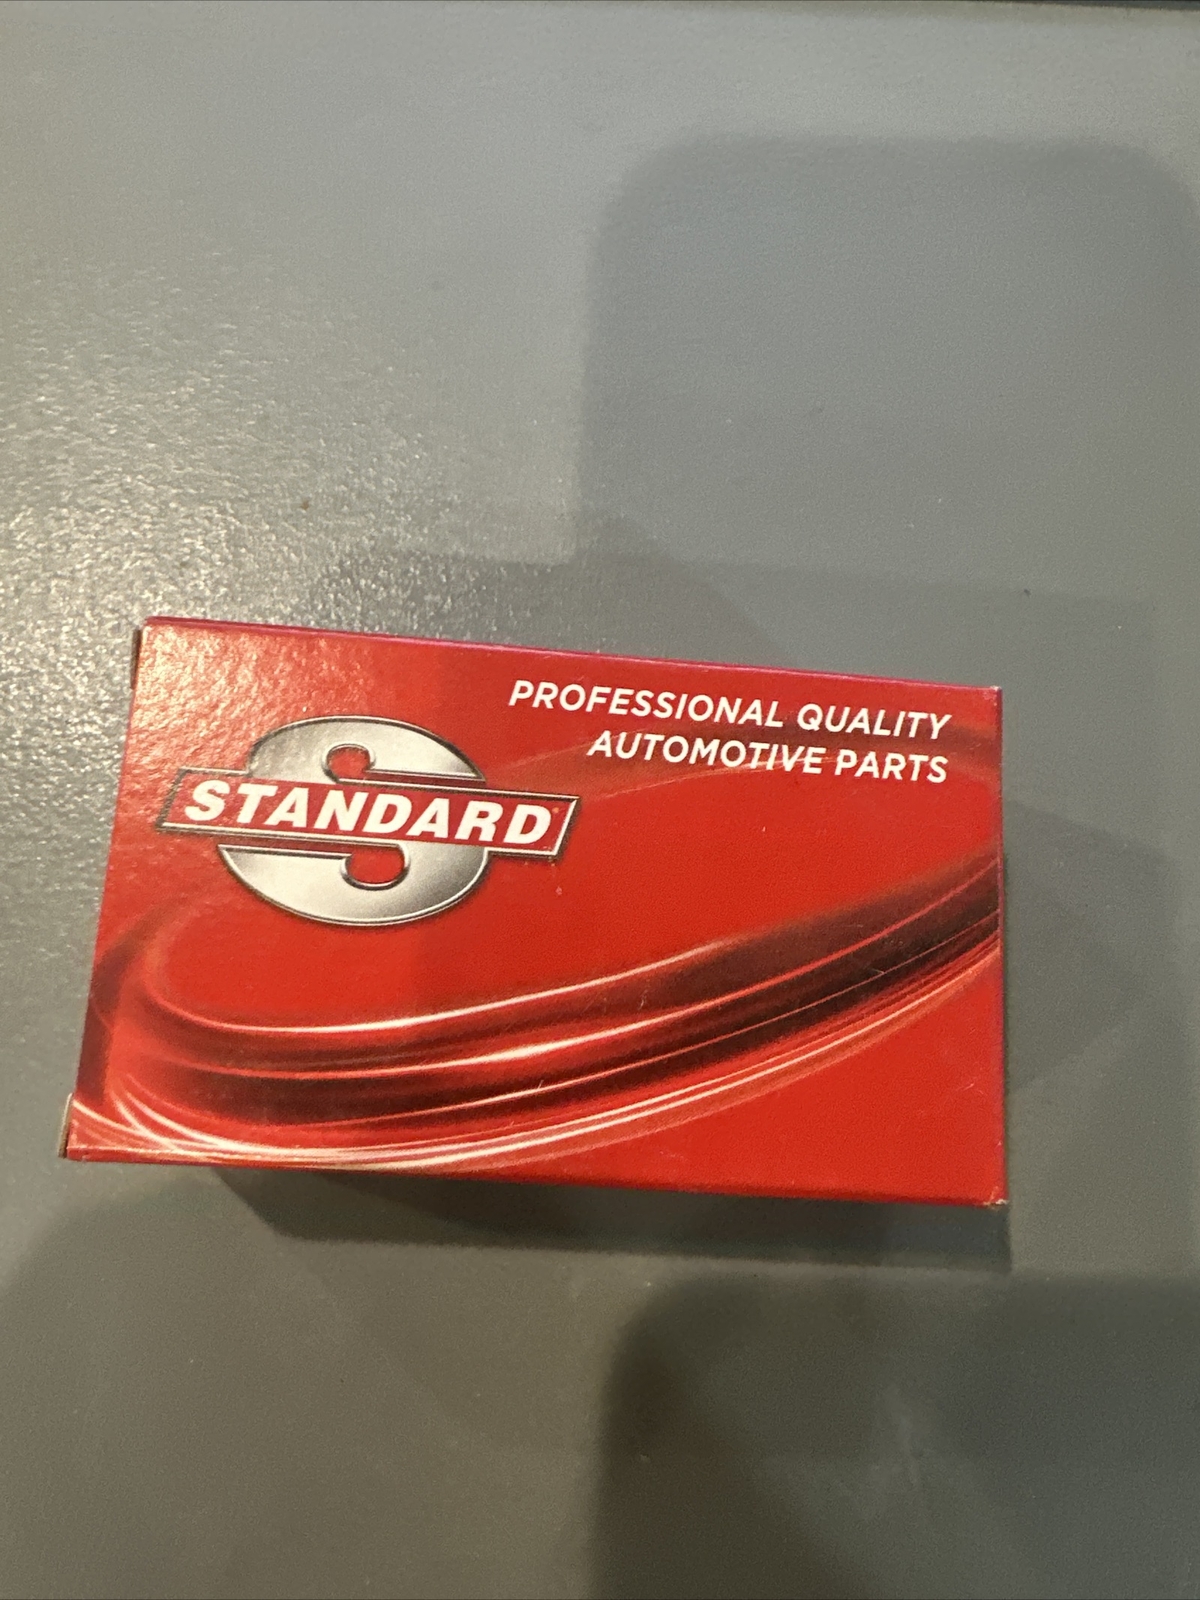 PROFESSIONAL QUALITY
AUTOMOTIVE PARTS
S
STANDARD